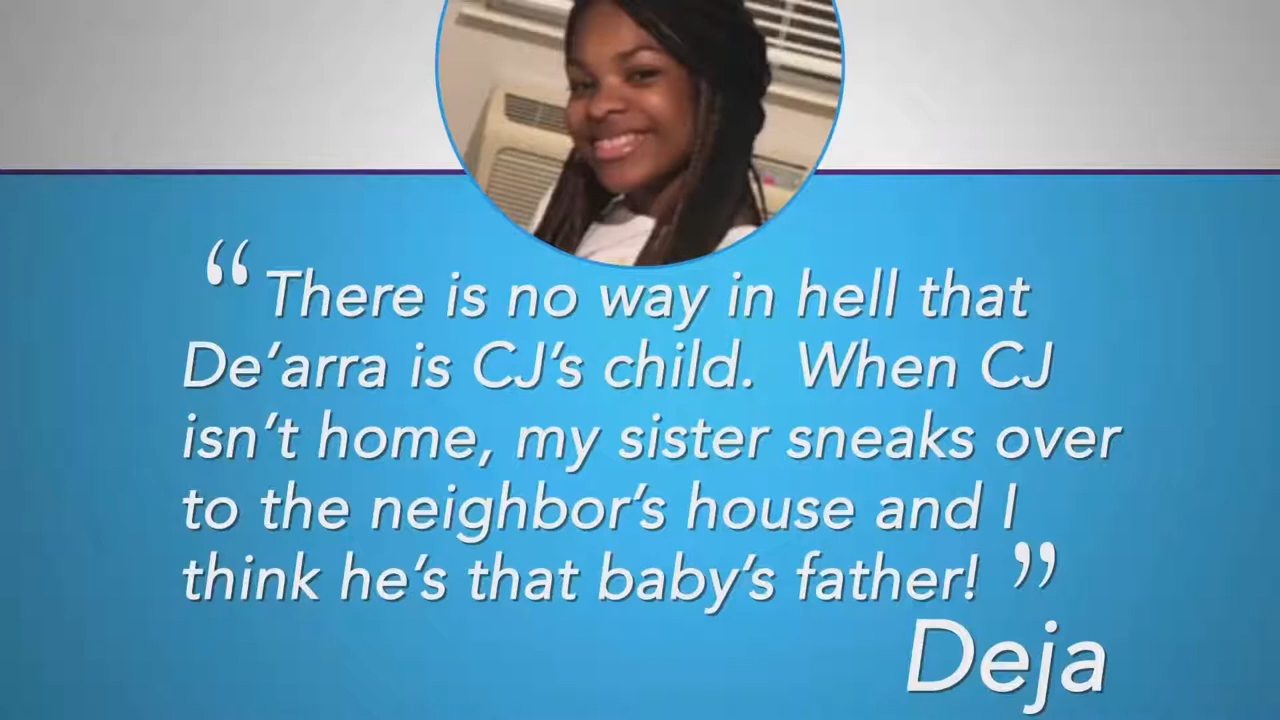 “There is no way in hell that
De’arra is CJ’s child.  When CJ
isn’t home, my sister sneaks over
to the neighbor’s house and I
think he’s that baby’s father!”
Deja